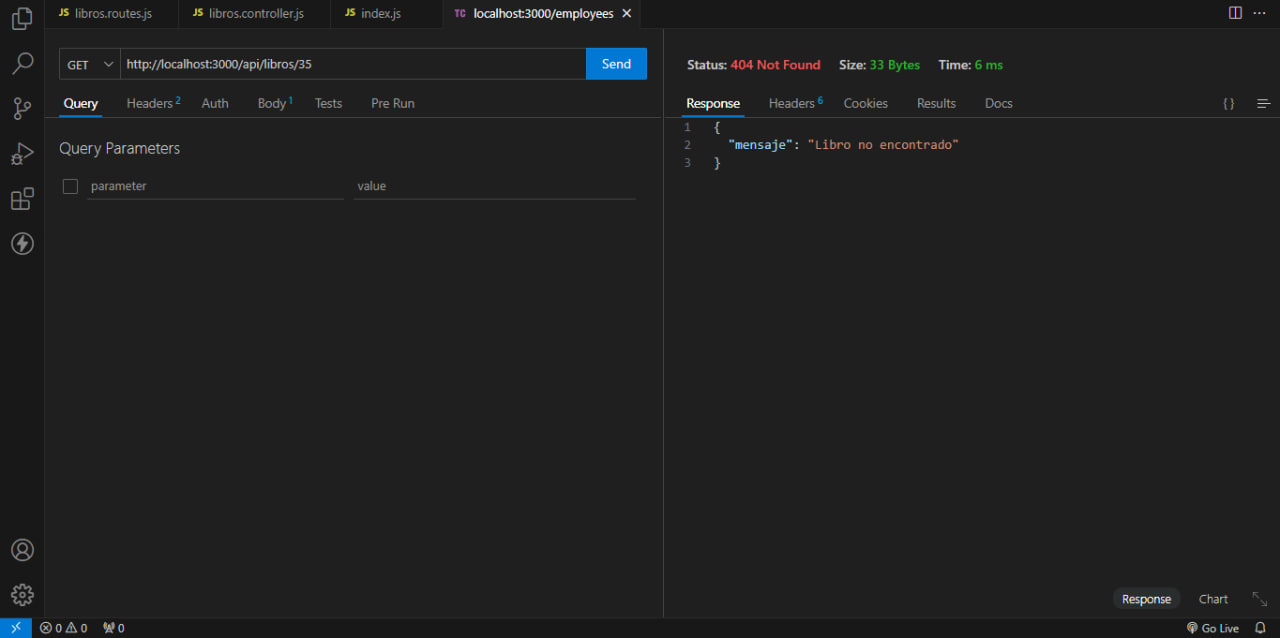 JS libros.routes.js JS libros.controller.js JS index.js TC localhost:3000/employees ✕ ···
GET http://localhost:3000/api/libros/35 Send
Status: 404 Not Found Size: 33 Bytes Time: 6 ms
Query Headers 2 Auth Body 1 Tests Pre Run
Response Headers 6 Cookies Results Docs { }
Query Parameters
parameter value
1 {
2 "mensaje": "Libro no encontrado"
3 }
Response Chart
0 0 0 Go Live